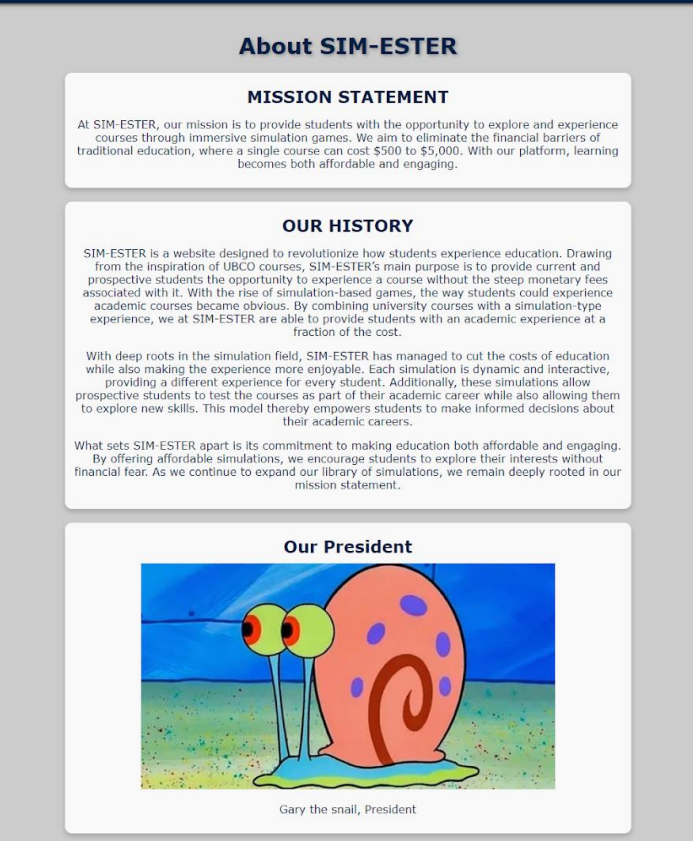 About SIM-ESTER
MISSION STATEMENT
At SIM-ESTER, our mission is to provide students with the opportunity to explore and experience
courses through immersive simulation games. We aim to eliminate the financial barriers of
traditional education, where a single course can cost $500 to $5,000. With our platform, learning
becomes both affordable and engaging.
OUR HISTORY
SIM-ESTER is a website designed to revolutionize how students experience education. Drawing
from the inspiration of UBCO courses, SIM-ESTER's main purpose is to provide current and
prospective students the opportunity to experience a course without the steep monetary fees
associated with it. With the rise of simulation-based games, the way students could experience
academic courses became obvious. By combining university courses with a simulation-type
experience, we at SIM-ESTER are able to provide students with an academic experience at a
fraction of the cost.
With deep roots in the simulation field, SIM-ESTER has managed to cut the costs of education
while also making the experience more enjoyable. Each simulation is dynamic and interactive,
providing a different experience for every student. Additionally, these simulations allow
prospective students to test the courses as part of their academic career while also allowing them
to explore new skills. This model thereby empowers students to make informed decisions about
their academic careers.
What sets SIM-ESTER apart is its commitment to making education both affordable and engaging.
By offering affordable simulations, we encourage students to explore their interests without
financial fear. As we continue to expand our library of simulations, we remain deeply rooted in our
mission statement.
Our President
Gary the snail, President